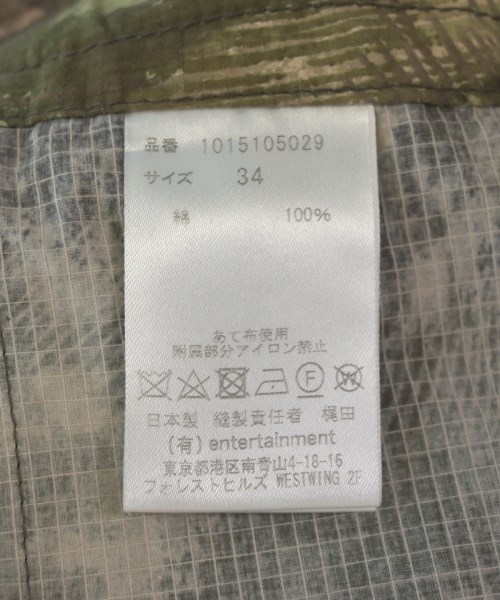 品番 1015105029
サイズ 34
綿 100%
あて布使用
附属部分アイロン禁止
日本製 縫製責任者 梶田
(有) entertainment
東京都港区南青山4-18-16
フォレストヒルズ WESTWING 2F